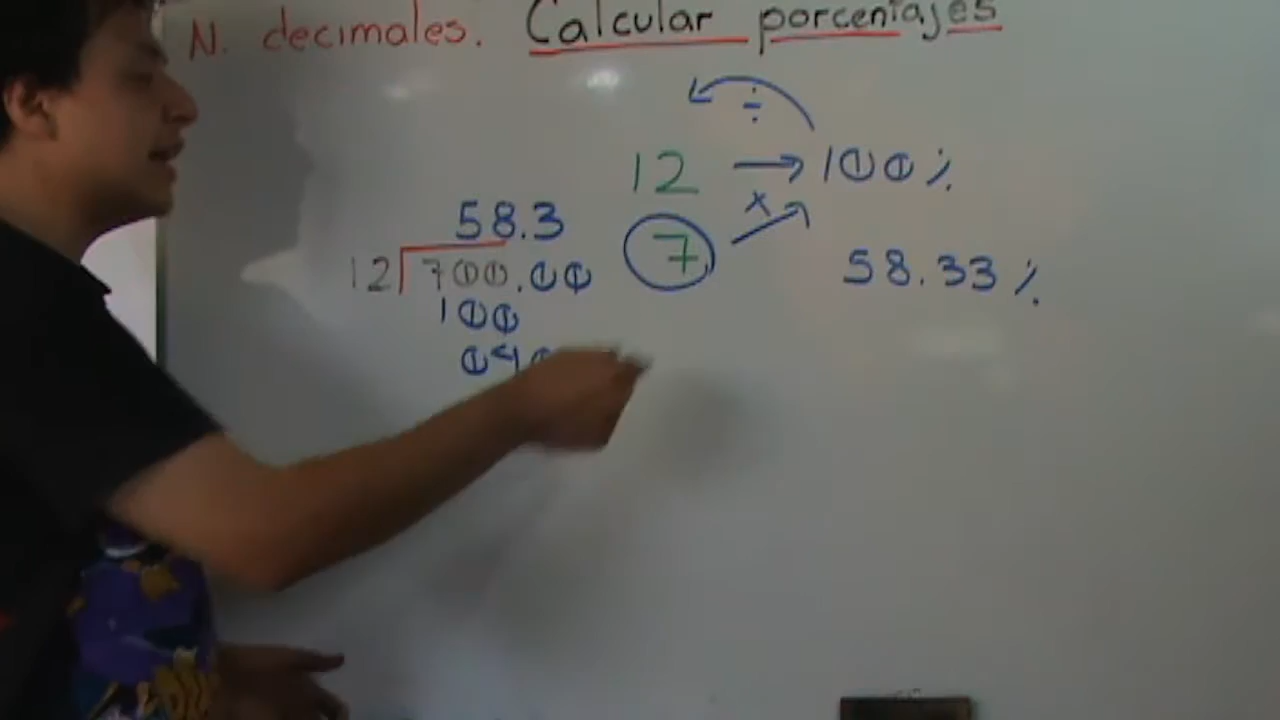 N. decimales. Calcular porcentajes
÷
12 → 100%
x
7
58.33%
58.3
12 700.00
100
040